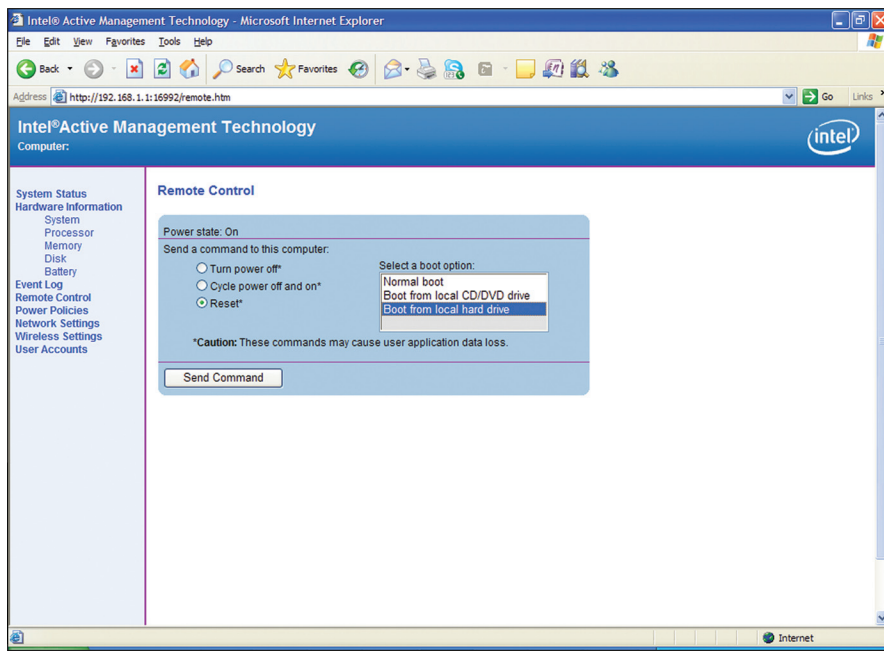 Intel® Active Management Technology - Microsoft Internet Explorer
File Edit View Favorites Tools Help
Back Search Favorites
Address http://192.168.1.1:16992/remote.htm Go Links
Intel®Active Management Technology
Computer:
intel
System Status
Hardware Information
System
Processor
Memory
Disk
Battery
Event Log
Remote Control
Power Policies
Network Settings
Wireless Settings
User Accounts
Remote Control
Power state: On
Send a command to this computer:
Turn power off*
Cycle power off and on*
Reset*
Select a boot option:
Normal boot
Boot from local CD/DVD drive
Boot from local hard drive
*Caution: These commands may cause user application data loss.
Send Command
Internet